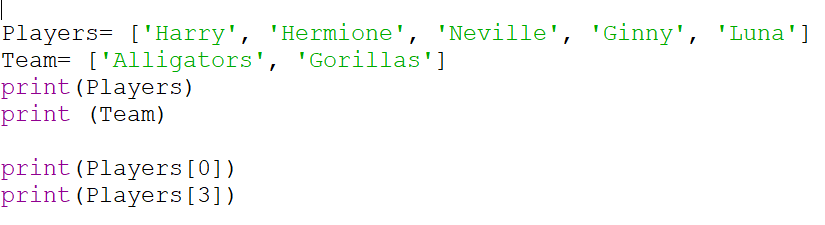 Players= ['Harry', 'Hermione', 'Neville', 'Ginny', 'Luna']
Team= ['Alligators', 'Gorillas']
print(Players)
print (Team)
print(Players[0])
print(Players[3])